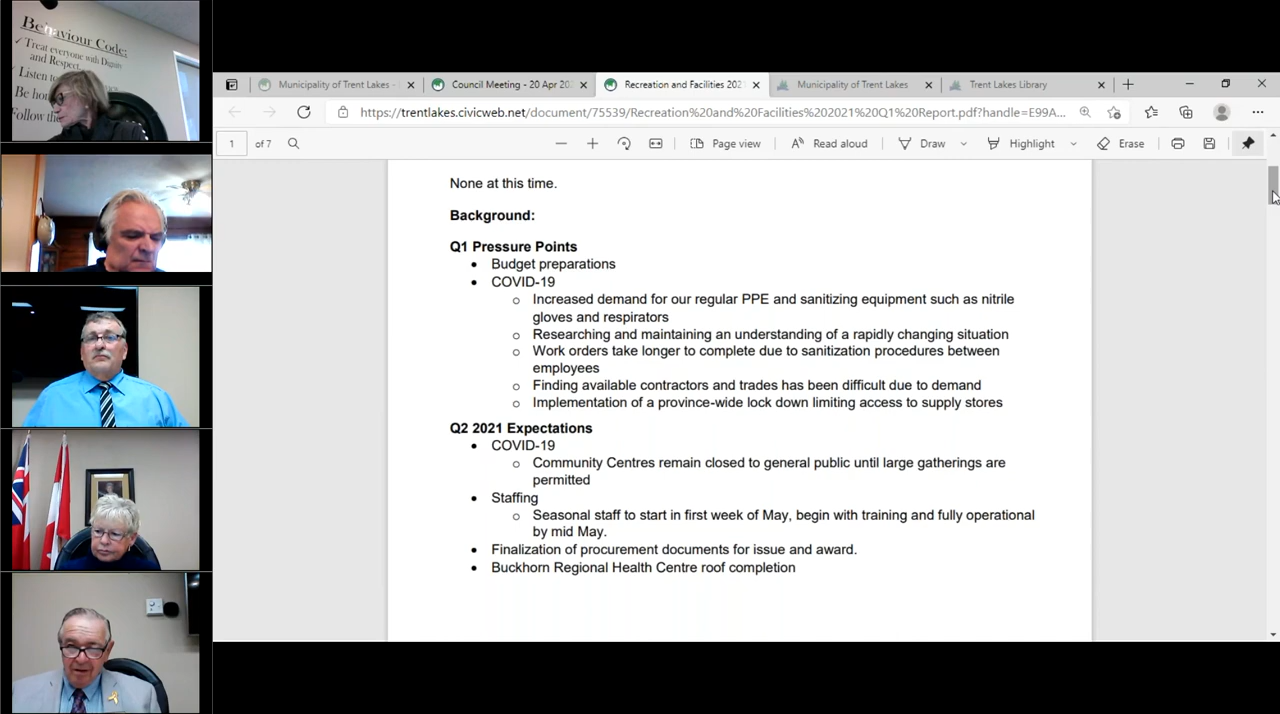 Behaviour Code:
✓ Treat everyone with Dignity
and Respect.
Listen to
Be ho
Follow the
Municipality of Trent Lakes -
Council Meeting - 20 Apr 202
Recreation and Facilities 2021
Municipality of Trent Lakes
Trent Lakes Library
https://trentlakes.civicweb.net/document/75539/Recreation%20and%20Facilities%202021%20Q1%20Report.pdf?handle=E99A...
1 of 7
Page view
Read aloud
Draw
Highlight
Erase
None at this time.
Background:
Q1 Pressure Points
• Budget preparations
• COVID-19
o Increased demand for our regular PPE and sanitizing equipment such as nitrile
gloves and respirators
o Researching and maintaining an understanding of a rapidly changing situation
o Work orders take longer to complete due to sanitization procedures between
employees
o Finding available contractors and trades has been difficult due to demand
o Implementation of a province-wide lock down limiting access to supply stores
Q2 2021 Expectations
• COVID-19
o Community Centres remain closed to general public until large gatherings are
permitted
• Staffing
o Seasonal staff to start in first week of May, begin with training and fully operational
by mid May.
• Finalization of procurement documents for issue and award.
• Buckhorn Regional Health Centre roof completion